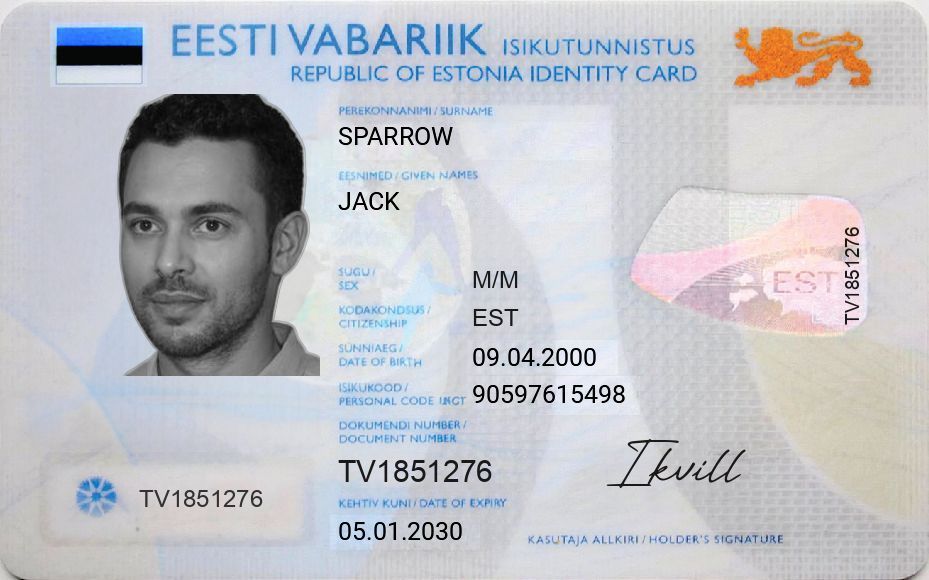 EESTI VABARIIK ISIKUTUNNISTUS
REPUBLIC OF ESTONIA IDENTITY CARD
PEREKONNANIMI / SURNAME
SPARROW
EESNIMED / GIVEN NAMES
JACK
SUGU /
SEX
M/M
KODAKONDSUS /
CITIZENSHIP
EST
SÜNNIAEG /
DATE OF BIRTH
09.04.2000
ISIKUKOOD /
PERSONAL CODE
90597615498
DOKUMENDI NUMBER /
DOCUMENT NUMBER
TV1851276
KEHTIV KUNI / DATE OF EXPIRY
05.01.2030
TV1851276
EST
TV1851276
Ikvill
KASUTAJA ALLKIRI / HOLDER'S SIGNATURE